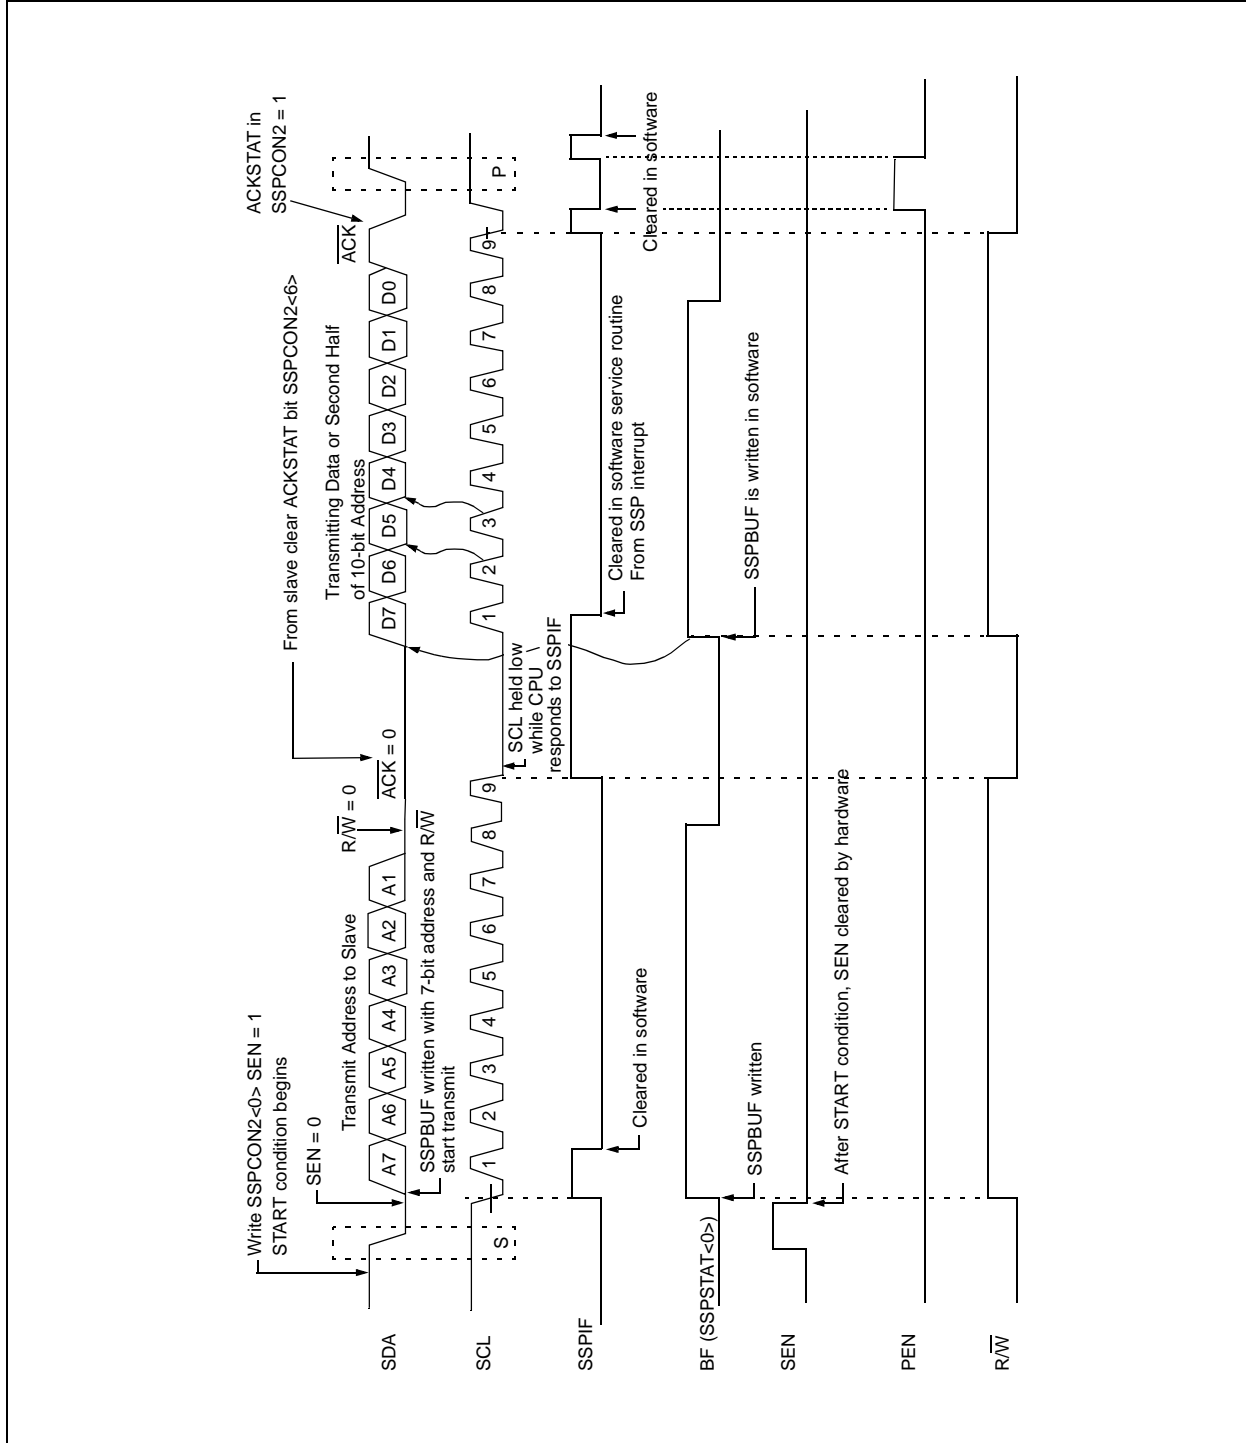 Write SSPCON2<0> SEN = 1
START condition begins
SEN = 0
Transmit Address to Slave
R/W = 0
From slave clear ACKSTAT bit SSPCON2<6>
ACK = 0
Transmitting Data or Second Half
of 10-bit Address
ACKSTAT in
SSPCON2 = 1
ACK
SDA
A7 A6 A5 A4 A3 A2 A1
D7 D6 D5 D4 D3 D2 D1 D0
SSPBUF written with 7-bit address and R/W
start transmit
SCL
S
1 2 3 4 5 6 7 8 9
1 2 3 4 5 6 7 8 9
P
SCL held low
while CPU
responds to SSPIF
SSPIF
Cleared in software
Cleared in software service routine
From SSP interrupt
Cleared in software
BF (SSPSTAT<0>)
SSPBUF written
SSPBUF is written in software
SEN
After START condition, SEN cleared by hardware
PEN
R/W